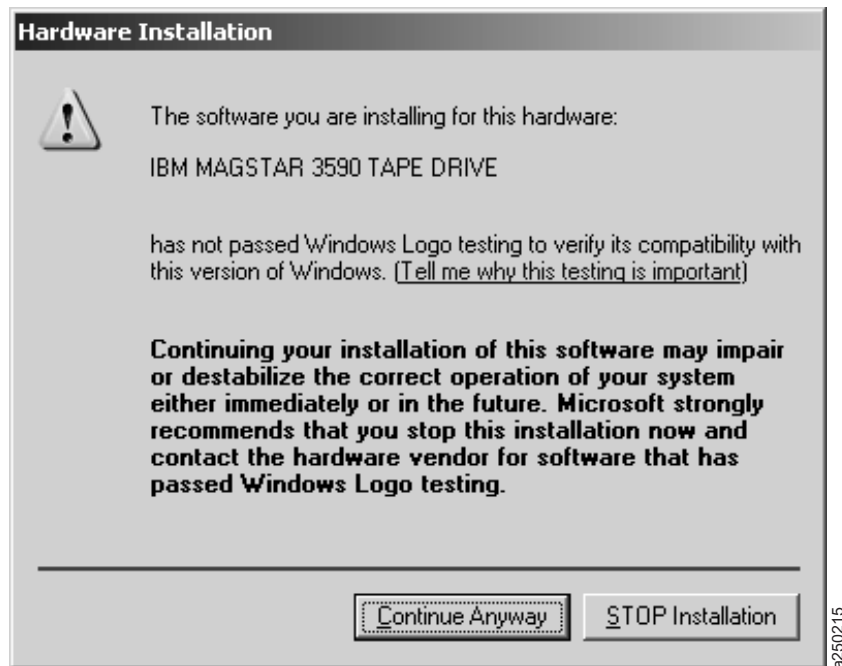 Hardware Installation
The software you are installing for this hardware:
IBM MAGSTAR 3590 TAPE DRIVE
has not passed Windows Logo testing to verify its compatibility with
this version of Windows. (Tell me why this testing is important)
Continuing your installation of this software may impair
or destabilize the correct operation of your system
either immediately or in the future. Microsoft strongly
recommends that you stop this installation now and
contact the hardware vendor for software that has
passed Windows Logo testing.
Continue Anyway
STOP Installation
a250215